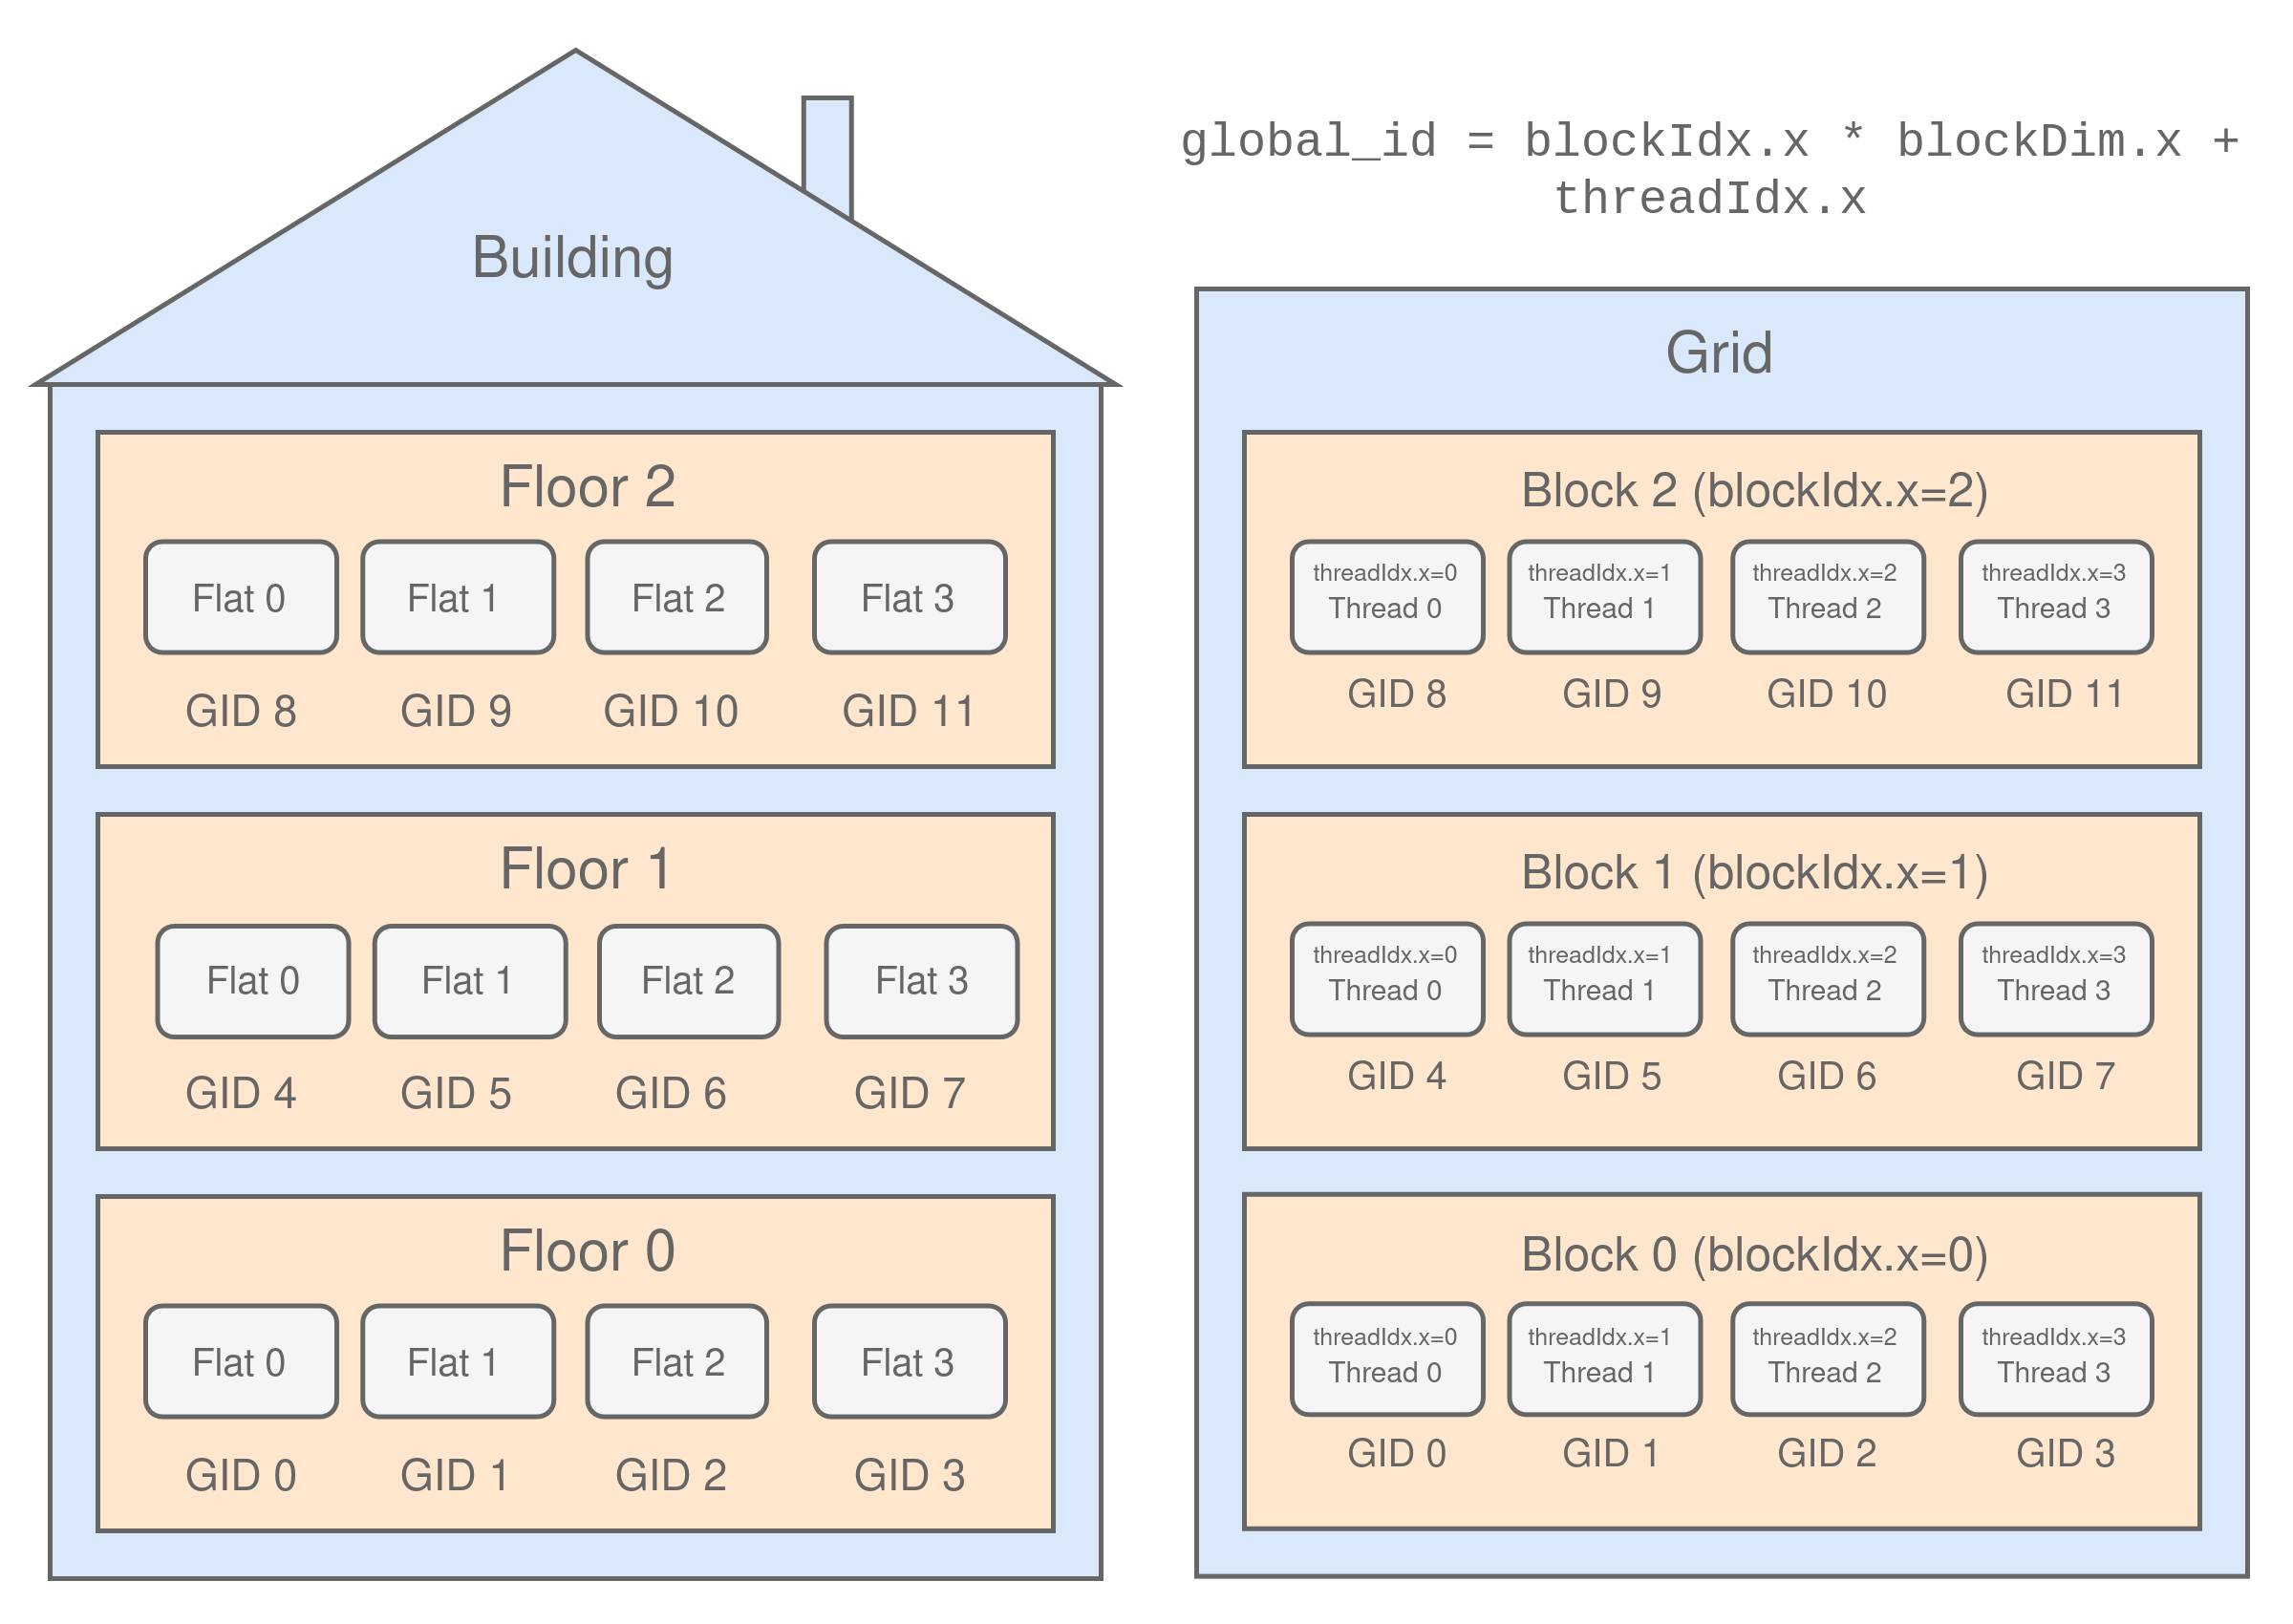 Building
Floor 2
Flat 0 Flat 1 Flat 2 Flat 3
GID 8 GID 9 GID 10 GID 11
Floor 1
Flat 0 Flat 1 Flat 2 Flat 3
GID 4 GID 5 GID 6 GID 7
Floor 0
Flat 0 Flat 1 Flat 2 Flat 3
GID 0 GID 1 GID 2 GID 3
global_id = blockIdx.x * blockDim.x +
threadIdx.x
Grid
Block 2 (blockIdx.x=2)
threadIdx.x=0 threadIdx.x=1 threadIdx.x=2 threadIdx.x=3
Thread 0 Thread 1 Thread 2 Thread 3
GID 8 GID 9 GID 10 GID 11
Block 1 (blockIdx.x=1)
threadIdx.x=0 threadIdx.x=1 threadIdx.x=2 threadIdx.x=3
Thread 0 Thread 1 Thread 2 Thread 3
GID 4 GID 5 GID 6 GID 7
Block 0 (blockIdx.x=0)
threadIdx.x=0 threadIdx.x=1 threadIdx.x=2 threadIdx.x=3
Thread 0 Thread 1 Thread 2 Thread 3
GID 0 GID 1 GID 2 GID 3